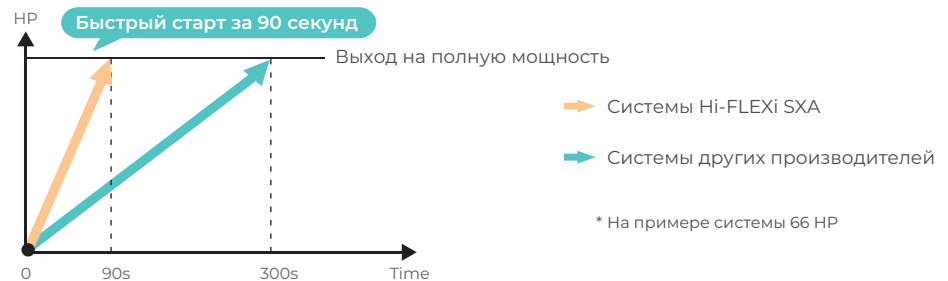 HP
Быстрый старт за 90 секунд
Выход на полную мощность
Системы Hi-FLEXi SXA
Системы других производителей
* На примере системы 66 HP
0 90s 300s Time